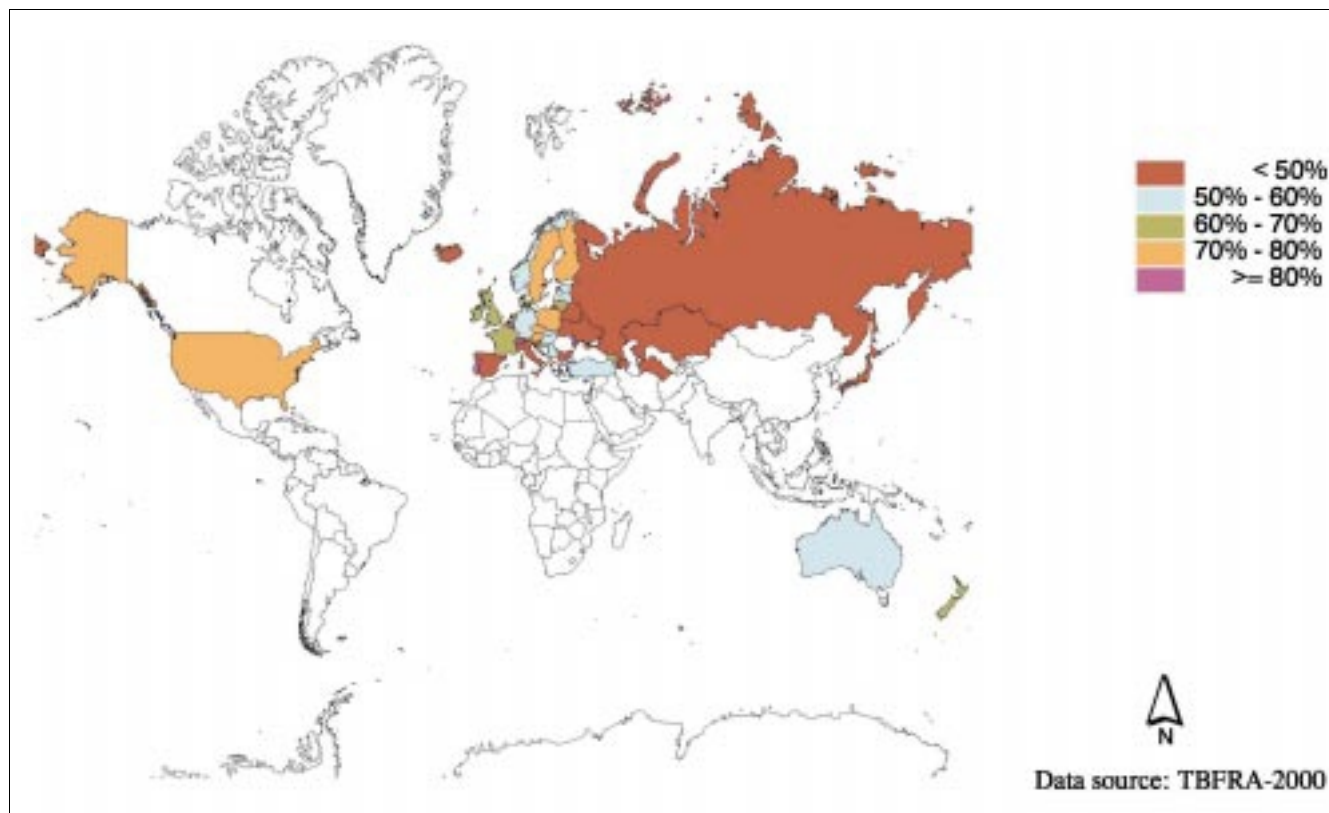 < 50%
50% - 60%
60% - 70%
70% - 80%
>= 80%
N
Data source: TBFRA-2000